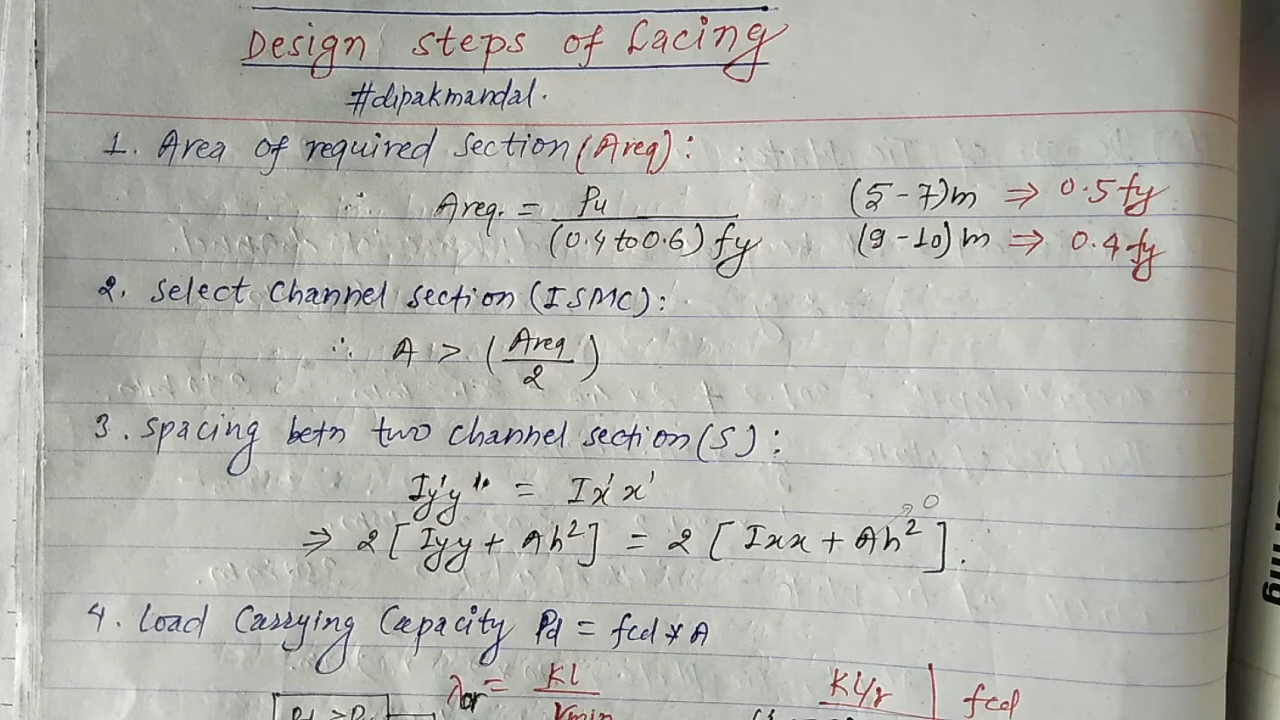 Design steps of Lacing
#dipakmandal.
1. Area of required section (Areq):
∴ Areq. = Pu / (0.4 to 0.6) fy
(5-7)m ⇒ 0.5 fy
(9-10)m ⇒ 0.4 fy
2. Select Channel section (ISMC):
∴ A > (Areq / 2)
3. Spacing betn two channel section (S):
Iy'y' = Ix'x'
⇒ 2 [Iyy + Ah²] = 2 [Ixx + Ah²].
0
4. Load Carrying Capacity Pd = fcd * A
λ = KL / rmin
KL/r | fcd